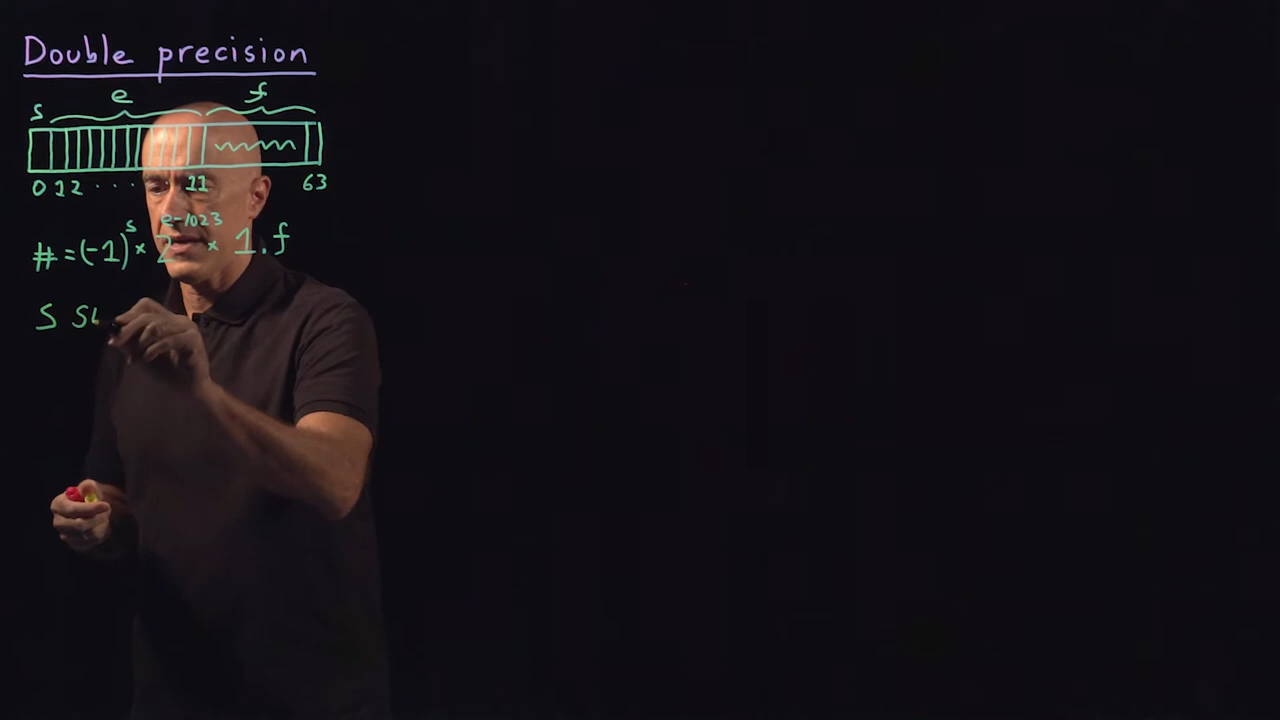 Double precision
s e f
0 1 2 .... 11 63
# = (-1)^s × 2^(e-1023) × 1.f
S